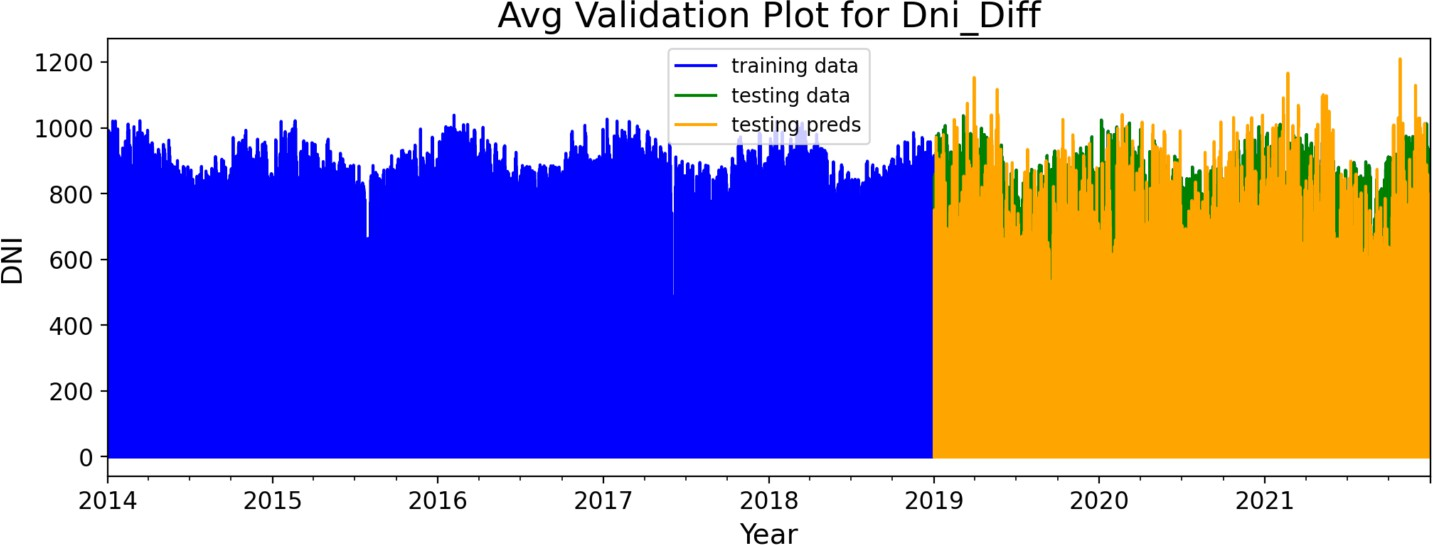 Avg Validation Plot for Dni_Diff
training data
testing data
testing preds
1200
1000
800
600
400
200
0
DNI
2014 2015 2016 2017 2018 2019 2020 2021
Year